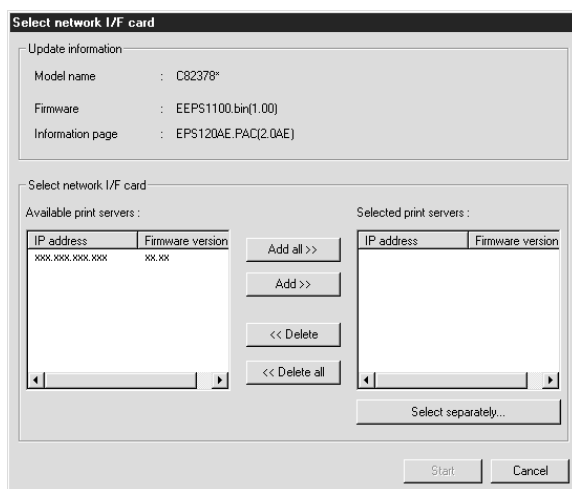 Select network I/F card
Update information
Model name : C82378*
Firmware : EEPS1100.bin(1.00)
Information page : EPS120AE.PAC(2.0AE)
Select network I/F card
Available print servers :
IP address Firmware version
xxx.xxx.xxx.xxx xx.xx
Add all >>
Add >>
<< Delete
<< Delete all
Selected print servers :
IP address Firmware version
Select separately...
Start Cancel